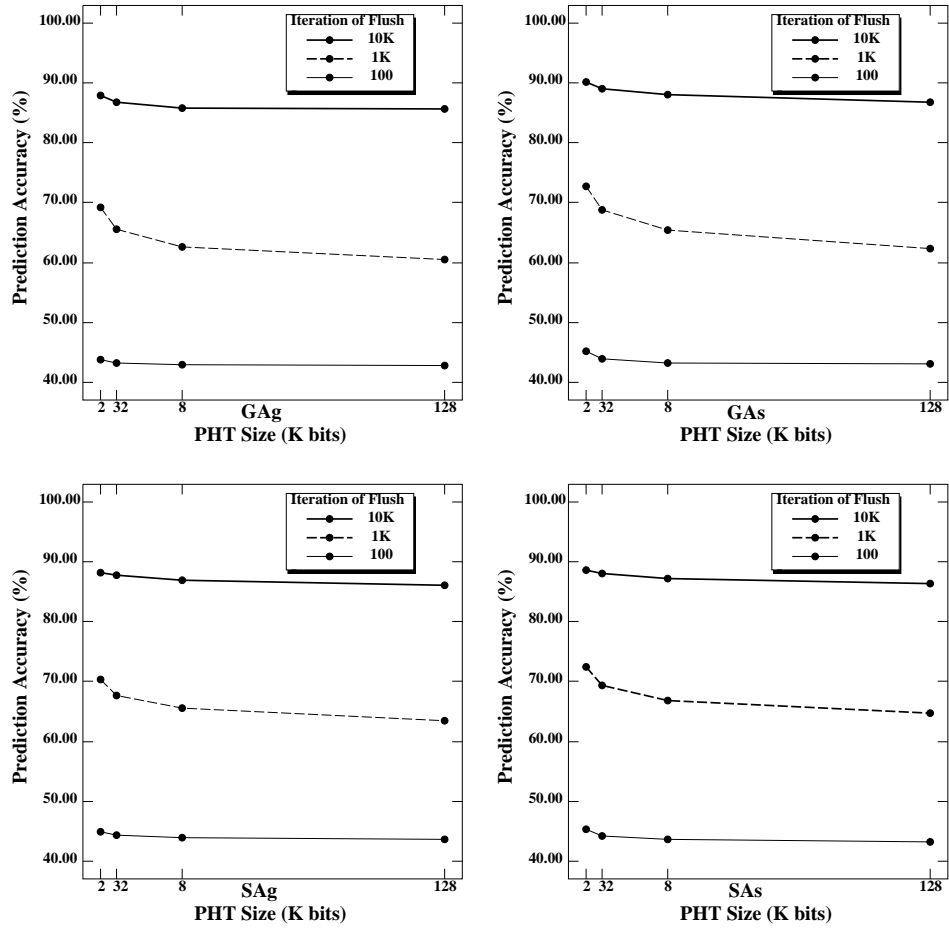 Iteration of Flush
10K
1K
100
100.00
90.00
80.00
70.00
60.00
50.00
40.00
Prediction Accuracy (%)
2 32 8 128
GAg
PHT Size (K bits)
Iteration of Flush
10K
1K
100
100.00
90.00
80.00
70.00
60.00
50.00
40.00
Prediction Accuracy (%)
2 32 8 128
GAs
PHT Size (K bits)
Iteration of Flush
10K
1K
100
100.00
90.00
80.00
70.00
60.00
50.00
40.00
Prediction Accuracy (%)
2 32 8 128
SAg
PHT Size (K bits)
Iteration of Flush
10K
1K
100
100.00
90.00
80.00
70.00
60.00
50.00
40.00
Prediction Accuracy (%)
2 32 8 128
SAs
PHT Size (K bits)